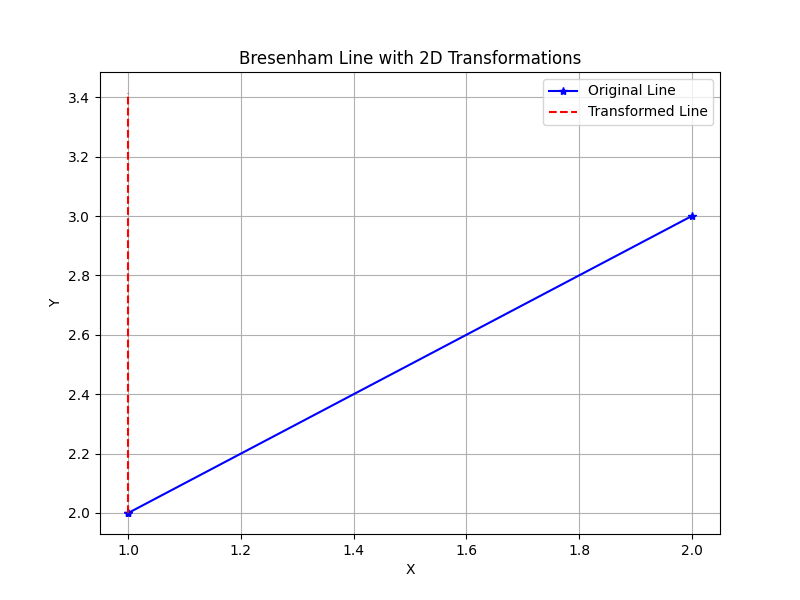 Bresenham Line with 2D Transformations
Original Line
Transformed Line
3.4
3.2
3.0
2.8
2.6
2.4
2.2
2.0
Y
1.0 1.2 1.4 1.6 1.8 2.0
X